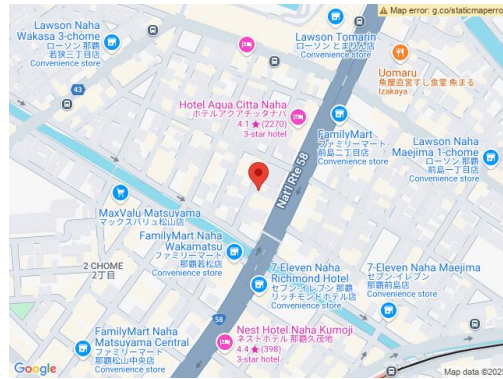 Map error: g.co/staticmaperro
Lawson Naha
Wakasa 3-chome
ローソン 那覇
若狭三丁目店
Convenience store
Lawson Tomarin
ローソン とまりん店
Convenience store
Uomaru
魚屋直営すし食堂 魚まる
Izakaya
43
Hotel Aqua Citta Naha
ホテルアクアチッタナハ
4.1★(2270)
3-star hotel
FamilyMart
ファミリーマート
前島二丁目店
Convenience store
Lawson Naha
Maejima 1-chome
ローソン 那覇
前島一丁目店
Convenience store
Nat'l Rte 58
MaxValu Matsuyama
マックスバリュ松山店
FamilyMart Naha
Wakamatsu
ファミリーマート
那覇若松店
Convenience store
2-CHOME
2丁目
7-Eleven Naha
Richmond Hotel
セブン-イレブン 那覇
リッチモンドホテル店
Convenience store
7-Eleven Naha Maejima
セブン-イレブン
那覇前島店
Convenience store
58
FamilyMart Naha
Matsuyama Central
ファミリーマート
那覇松山中央店
Convenience store
Nest Hotel Naha Kumoji
ネストホテル 那覇久茂地
4.4★(398)
3-star hotel
Google
Map data ©2025